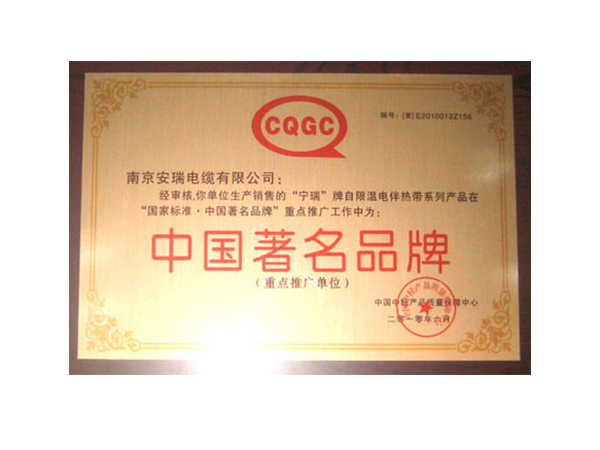 CQGC
编号：[宣] E2010012Z156
南京安瑞电缆有限公司：
经审核,你单位生产销售的“宁瑞”牌自限温电伴热带系列产品在
“国家标准·中国著名品牌”重点推广工作中为：
中国著名品牌
（重点推广单位）
中国中轻产品质量保障中心
二零一零年六月